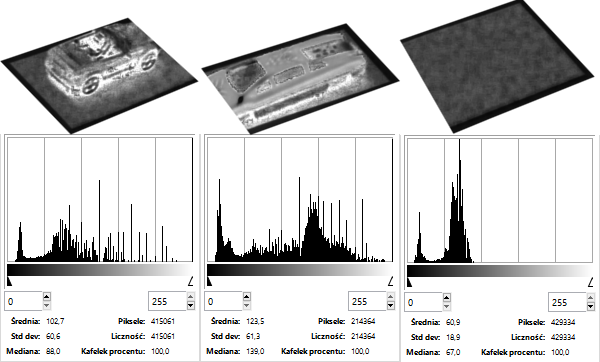 0 255 0 255 0 255
Średnia: 102,7 Piksele: 415061 Średnia: 123,5 Piksele: 214364 Średnia: 60,9 Piksele: 429334
Std dev: 60,6 Liczność: 415061 Std dev: 61,3 Liczność: 214364 Std dev: 18,9 Liczność: 429334
Mediana: 88,0 Kafelek procentu: 100,0 Mediana: 139,0 Kafelek procentu: 100,0 Mediana: 67,0 Kafelek procentu: 100,0